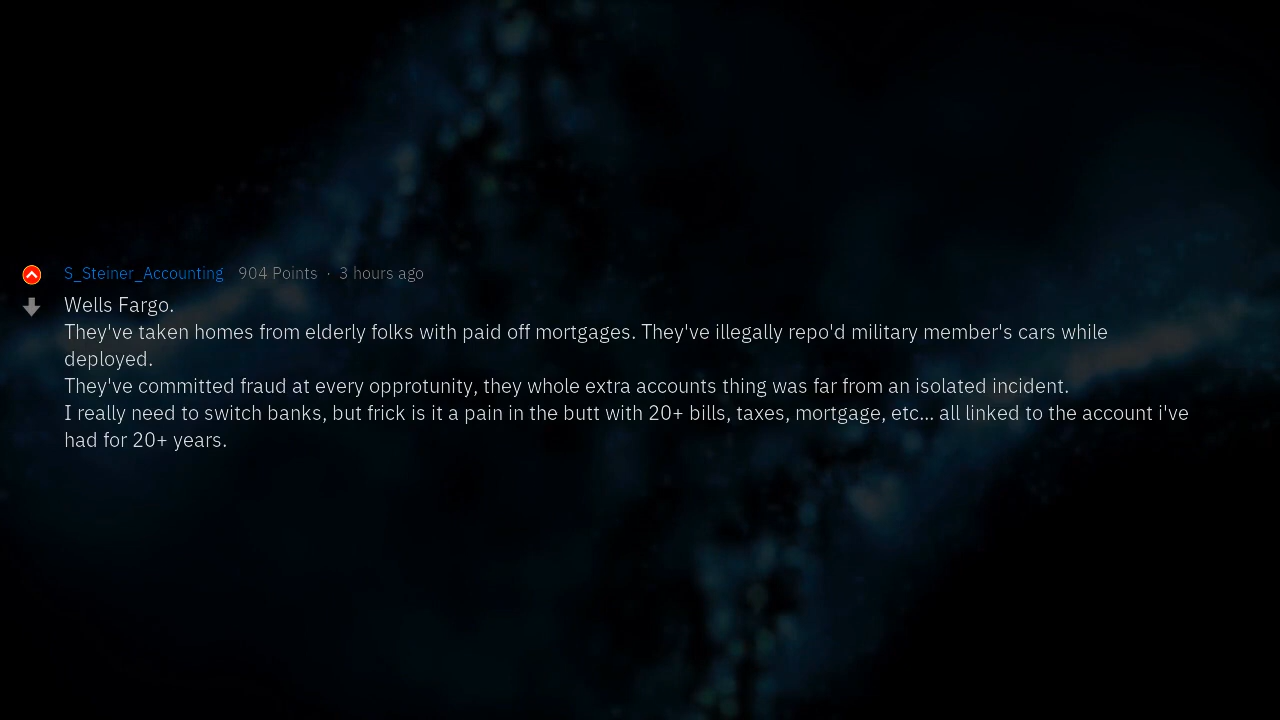 S_Steiner_Accounting 904 Points · 3 hours ago
Wells Fargo.
They've taken homes from elderly folks with paid off mortgages. They've illegally repo'd military member's cars while
deployed.
They've committed fraud at every opprotunity, they whole extra accounts thing was far from an isolated incident.
I really need to switch banks, but frick is it a pain in the butt with 20+ bills, taxes, mortgage, etc... all linked to the account i've
had for 20+ years.